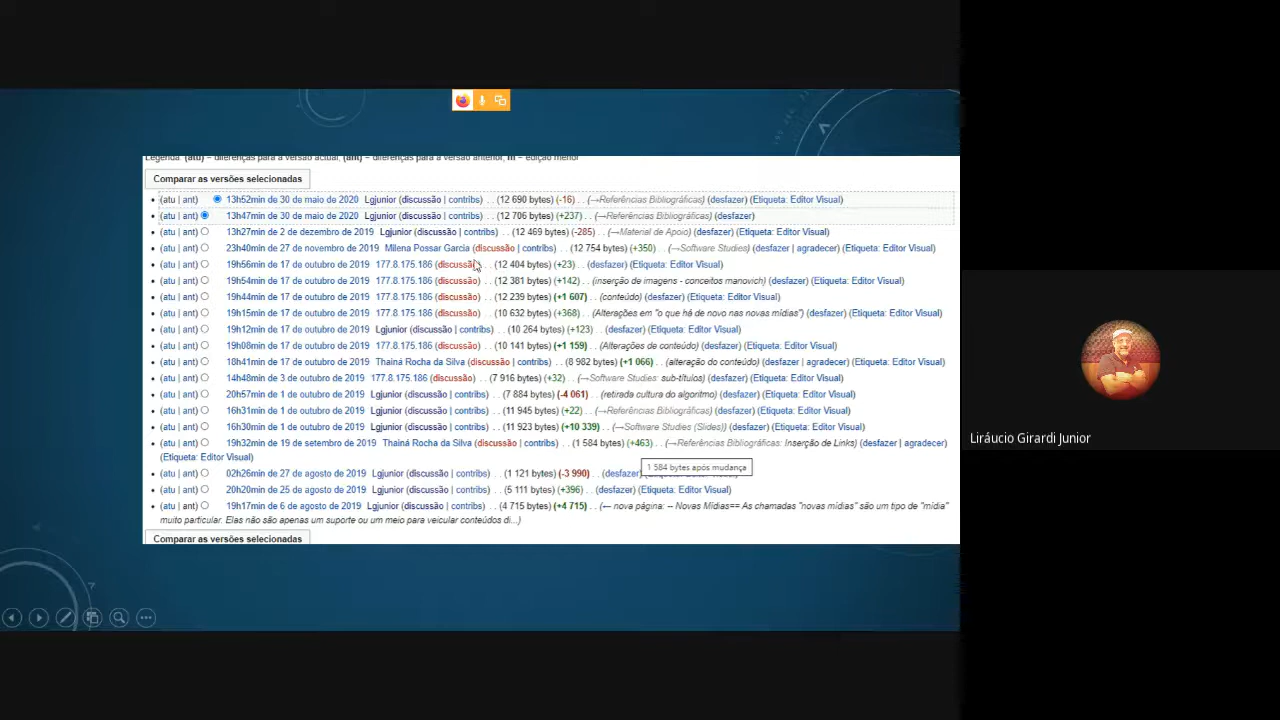 Legenda: (atu) – diferenças para a versão actual, (ant) – diferenças para a versão anterior, m – edição menor
Comparar as versões selecionadas
(atu | ant) 13h52min de 30 de maio de 2020 Lgjunior (discussão | contribs) . . (12 690 bytes) (-16) . . (→Referências Bibliográficas) (desfazer) (Etiqueta: Editor Visual)
(atu | ant) 13h47min de 30 de maio de 2020 Lgjunior (discussão | contribs) . . (12 706 bytes) (+237) . . (→Referências Bibliográficas) (desfazer)
(atu | ant) 13h27min de 2 de dezembro de 2019 Lgjunior (discussão | contribs) . . (12 469 bytes) (-285) . . (→Material de Apoio) (desfazer) (Etiqueta: Editor Visual)
(atu | ant) 23h40min de 27 de novembro de 2019 Milena Possar Garcia (discussão | contribs) . . (12 754 bytes) (+350) . . (→Software Studies) (desfazer | agradecer) (Etiqueta: Editor Visual)
(atu | ant) 19h56min de 17 de outubro de 2019 177.8.175.186 (discussão) . . (12 404 bytes) (+23) . . (desfazer) (Etiqueta: Editor Visual)
(atu | ant) 19h54min de 17 de outubro de 2019 177.8.175.186 (discussão) . . (12 381 bytes) (+142) . . (inserção de imagens - conceitos manovich) (desfazer) (Etiqueta: Editor Visual)
(atu | ant) 19h44min de 17 de outubro de 2019 177.8.175.186 (discussão) . . (12 239 bytes) (+1 607) . . (conteúdo) (desfazer) (Etiqueta: Editor Visual)
(atu | ant) 19h15min de 17 de outubro de 2019 177.8.175.186 (discussão) . . (10 632 bytes) (+368) . . (Alterações em "o que há de novo nas novas mídias") (desfazer) (Etiqueta: Editor Visual)
(atu | ant) 19h12min de 17 de outubro de 2019 Lgjunior (discussão | contribs) . . (10 264 bytes) (+123) . . (desfazer) (Etiqueta: Editor Visual)
(atu | ant) 19h08min de 17 de outubro de 2019 177.8.175.186 (discussão) . . (10 141 bytes) (+1 159) . . (Alterações de conteúdo) (desfazer) (Etiqueta: Editor Visual)
(atu | ant) 18h41min de 17 de outubro de 2019 Thainá Rocha da Silva (discussão | contribs) . . (8 982 bytes) (+1 066) . . (alteração do conteúdo) (desfazer | agradecer) (Etiqueta: Editor Visual)
(atu | ant) 14h48min de 3 de outubro de 2019 177.8.175.186 (discussão) . . (7 916 bytes) (+32) . . (→Software Studies: sub-títulos) (desfazer) (Etiqueta: Editor Visual)
(atu | ant) 20h57min de 1 de outubro de 2019 Lgjunior (discussão | contribs) . . (7 884 bytes) (-4 061) . . (retirada cultura do algoritmo) (desfazer) (Etiqueta: Editor Visual)
(atu | ant) 16h31min de 1 de outubro de 2019 Lgjunior (discussão | contribs) . . (11 945 bytes) (+22) . . (→Referências Bibliográficas) (desfazer) (Etiqueta: Editor Visual)
(atu | ant) 16h30min de 1 de outubro de 2019 Lgjunior (discussão | contribs) . . (11 923 bytes) (+10 339) . . (→Software Studies (Slides)) (desfazer) (Etiqueta: Editor Visual)
(atu | ant) 19h32min de 19 de setembro de 2019 Thainá Rocha da Silva (discussão | contribs) . . (1 584 bytes) (+463) . . (→Referências Bibliográficas: Inserção de Links) (desfazer | agradecer)
(Etiqueta: Editor Visual)
1 584 bytes após mudança
(atu | ant) 02h26min de 27 de agosto de 2019 Lgjunior (discussão | contribs) . . (1 121 bytes) (-3 990) . . (desfazer)
(atu | ant) 20h20min de 25 de agosto de 2019 Lgjunior (discussão | contribs) . . (5 111 bytes) (+396) . . (desfazer) (Etiqueta: Editor Visual)
(atu | ant) 19h17min de 6 de agosto de 2019 Lgjunior (discussão | contribs) . . (4 715 bytes) (+4 715) . . (← nova página: -- Novas Mídias== As chamadas "novas mídias" são um tipo de "mídia"
muito particular. Elas não são apenas um suporte ou um meio para veicular conteúdos di...)
Comparar as versões selecionadas
Liráucio Girardi Junior